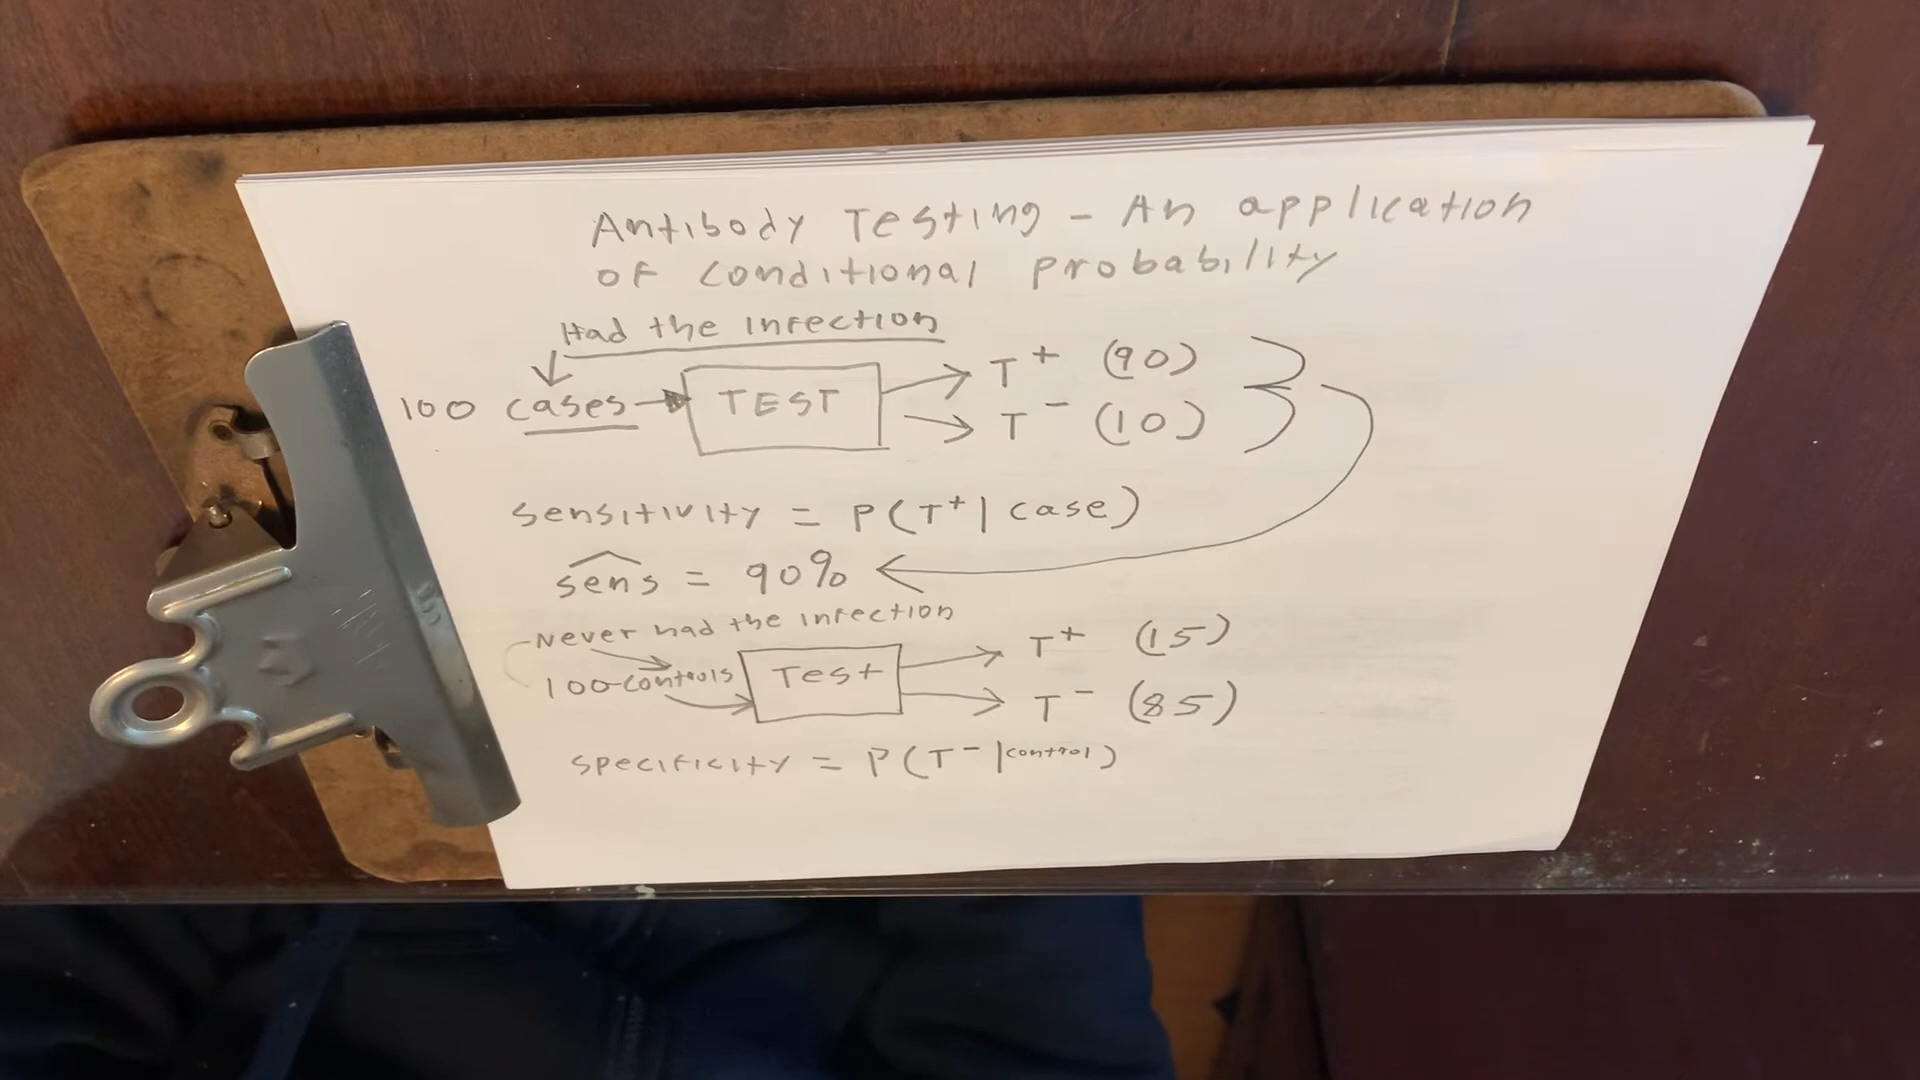 Antibody Testing - An application
of conditional probability
Had the infection
100 cases → TEST → T+ (90)
→ T- (10)
sensitivity = P(T+ | case)
sens = 90% ←
Never had the infection
100 controls → Test → T+ (15)
→ T- (85)
specificity = P(T- | control)